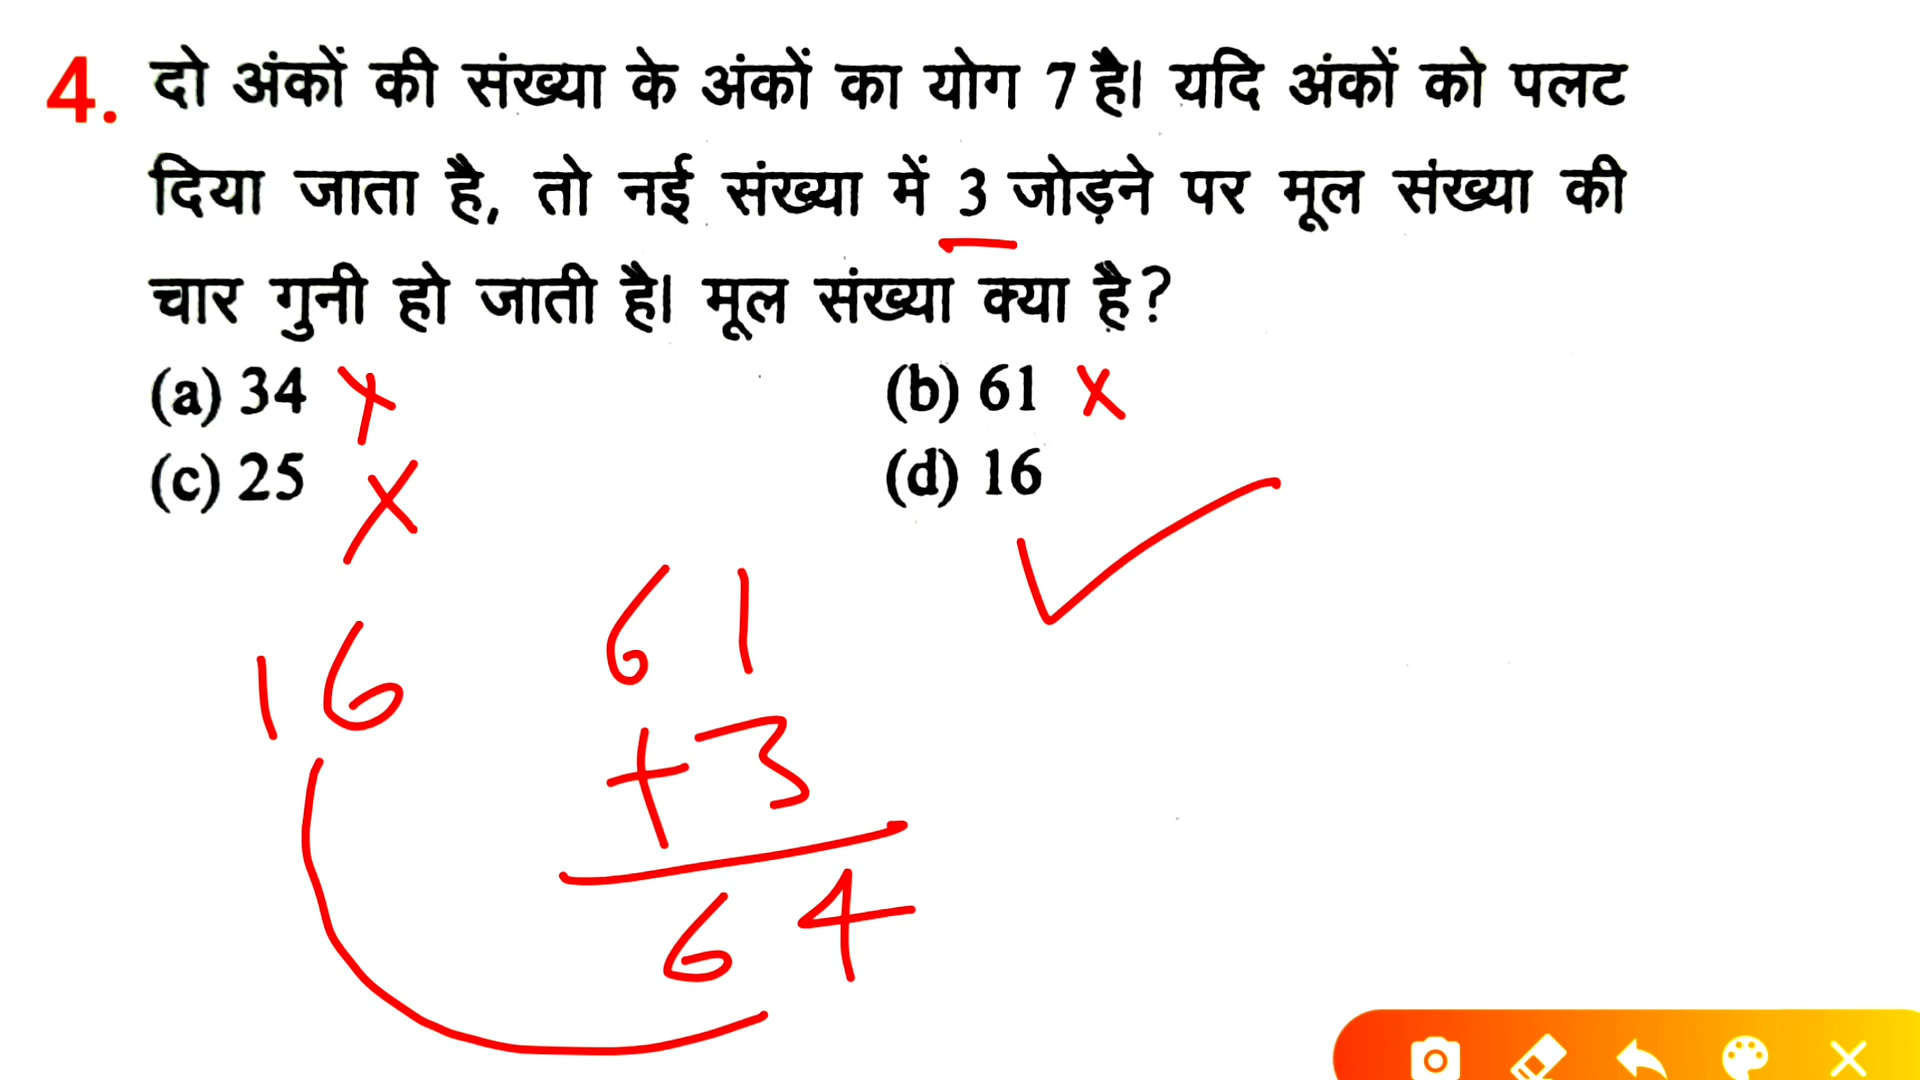 4. दो अंकों की संख्या के अंकों का योग 7 है। यदि अंकों को पलट
दिया जाता है, तो नई संख्या में 3 जोड़ने पर मूल संख्या की
चार गुनी हो जाती है। मूल संख्या क्या है?
(a) 34 x (b) 61 x
(c) 25 x (d) 16 ✓
16 61
+3
64